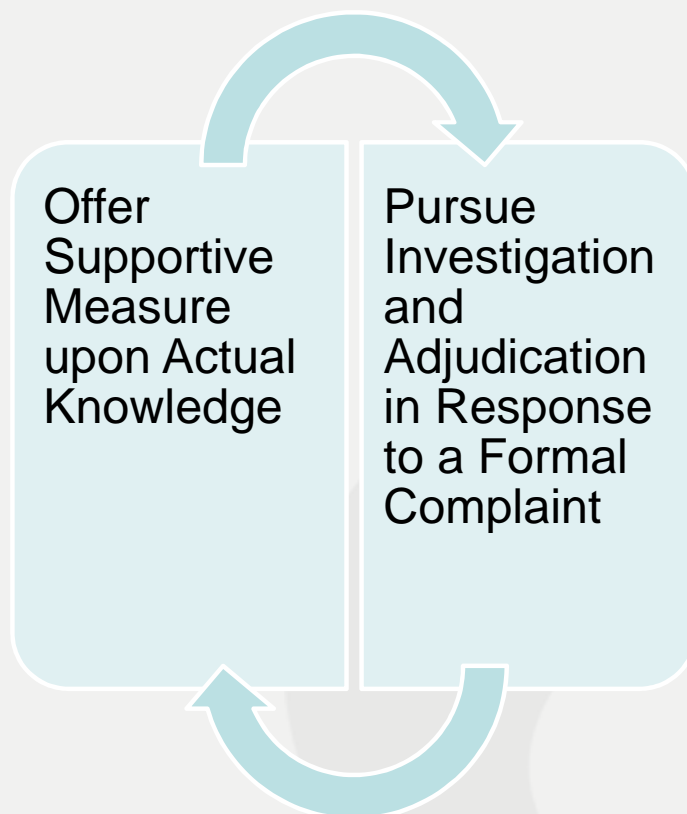 Offer
Supportive
Measure
upon Actual
Knowledge
Pursue
Investigation
and
Adjudication
in Response
to a Formal
Complaint